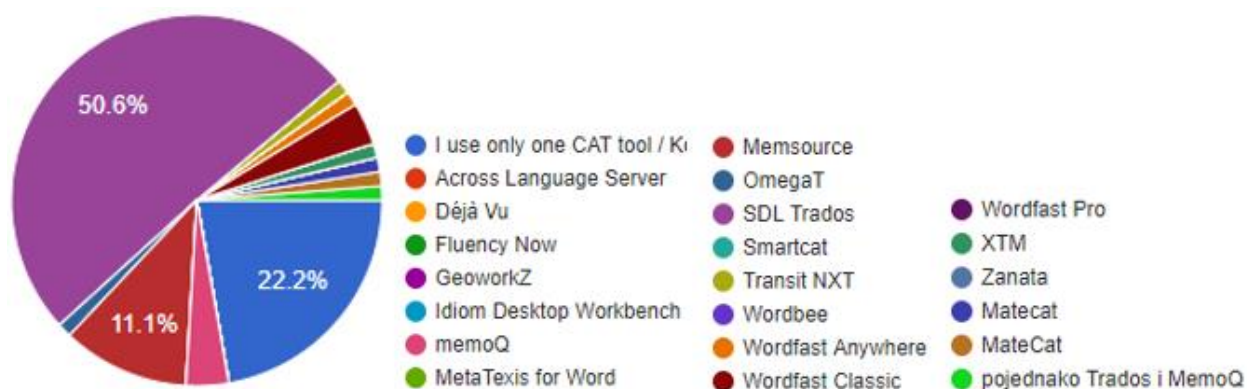 50.6%
22.2%
11.1%
I use only one CAT tool / Ko
Across Language Server
Déjà Vu
Fluency Now
GeoworkZ
Idiom Desktop Workbench
memoQ
MetaTexis for Word
Memsource
OmegaT
SDL Trados
Smartcat
Transit NXT
Wordbee
Wordfast Anywhere
Wordfast Classic
Wordfast Pro
XTM
Zanata
Matecat
MateCat
pojednako Trados i MemoQ